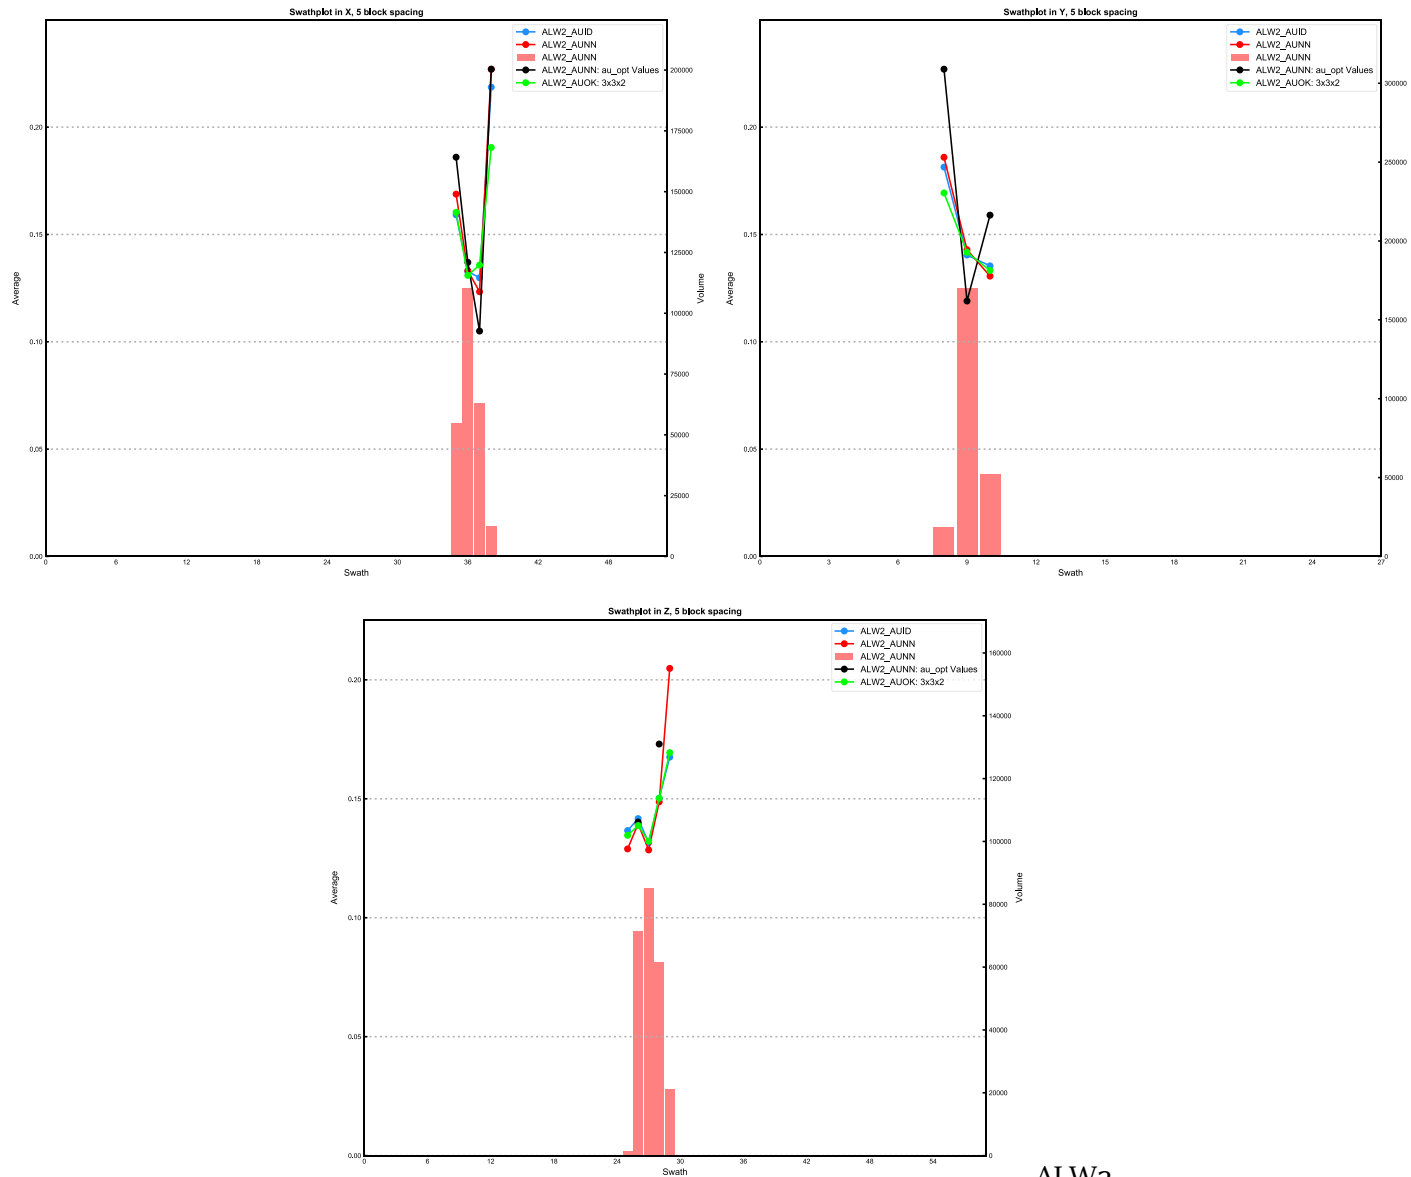 Swathplot in X, 5 block spacing
ALW2_AUID
ALW2_AUNN
ALW2_AUNN
ALW2_AUNN: au_opt Values
ALW2_AUOK: 3x3x2
0.20
0.15
0.10
0.05
0.00
Average
200000
175000
150000
125000
100000
75000
50000
25000
0
Volume
0 6 12 18 24 30 36 42 48
Swath
Swathplot in Y, 5 block spacing
ALW2_AUID
ALW2_AUNN
ALW2_AUNN
ALW2_AUNN: au_opt Values
ALW2_AUOK: 3x3x2
0.20
0.15
0.10
0.05
0.00
Average
300000
250000
200000
150000
100000
50000
0
0 3 6 9 12 15 18 21 24 27
Swath
Swathplot in Z, 5 block spacing
ALW2_AUID
ALW2_AUNN
ALW2_AUNN
ALW2_AUNN: au_opt Values
ALW2_AUOK: 3x3x2
0.20
0.15
0.10
0.05
0.00
Average
160000
140000
120000
100000
80000
60000
40000
20000
0
Volume
0 6 12 18 24 30 36 42 48 54
Swath